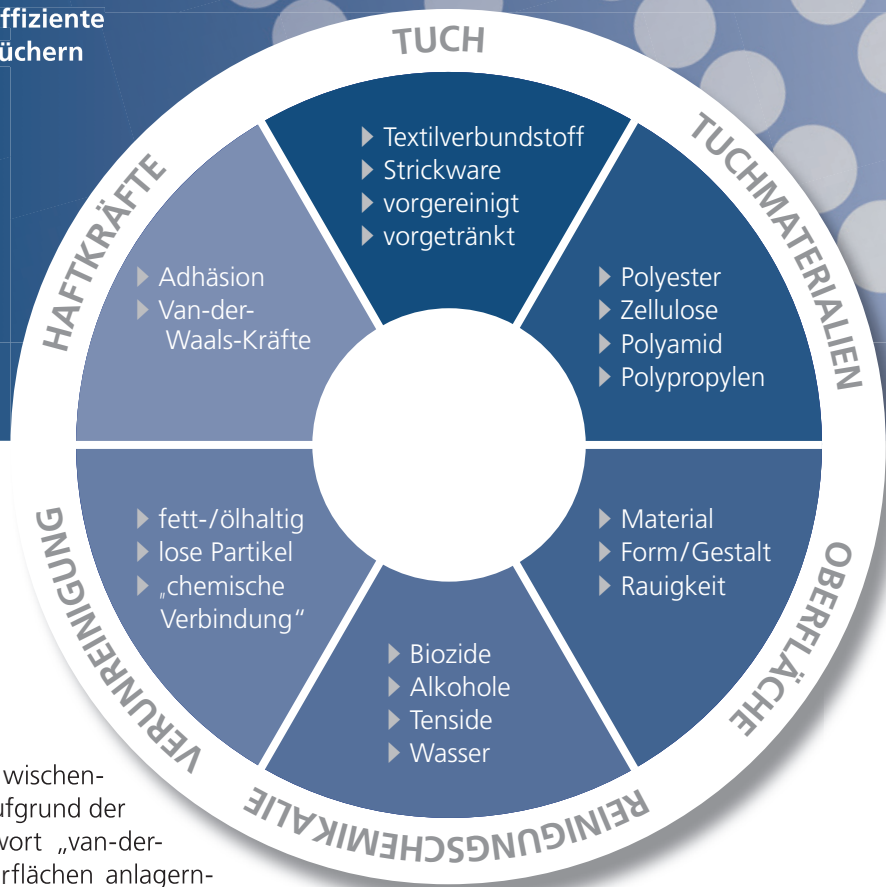 ffiziente
üchern
TUCH
▶ Textilverbundstoff
▶ Strickware
▶ vorgereinigt
▶ vorgetränkt
TUCHMATERIALIEN
▶ Polyester
▶ Zellulose
▶ Polyamid
▶ Polypropylen
OBERFLÄCHE
▶ Material
▶ Form/Gestalt
▶ Rauigkeit
REINIGUNGSCHEMIKALIE
▶ Biozide
▶ Alkohole
▶ Tenside
▶ Wasser
VERUNREINIGUNG
▶ fett-/ölhaltig
▶ lose Partikel
▶ „chemische
Verbindung“
HAFTKRÄFTE
▶ Adhäsion
▶ Van-der-
Waals-Kräfte
wischen-
ufgrund der
wort „van-der-
rflächen anlagern-